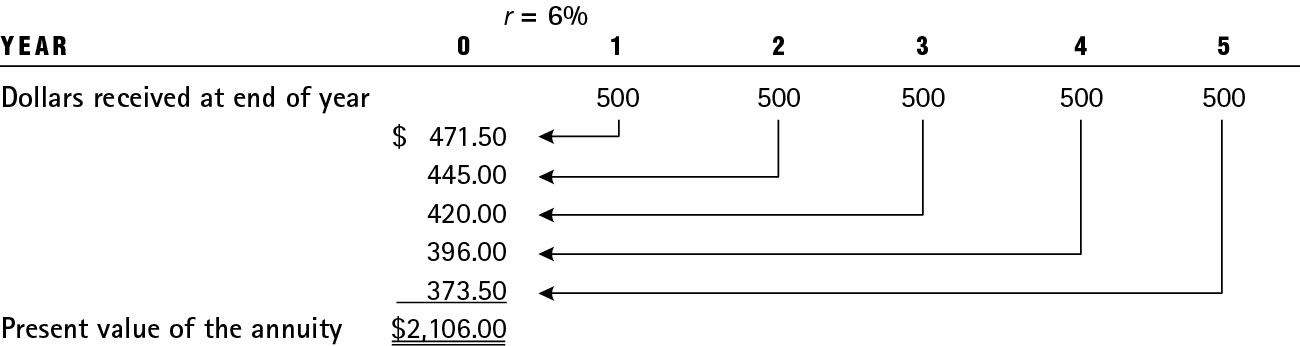 r = 6%
YEAR 0 1 2 3 4 5
Dollars received at end of year 500 500 500 500 500
$ 471.50
445.00
420.00
396.00
373.50
Present value of the annuity $2,106.00